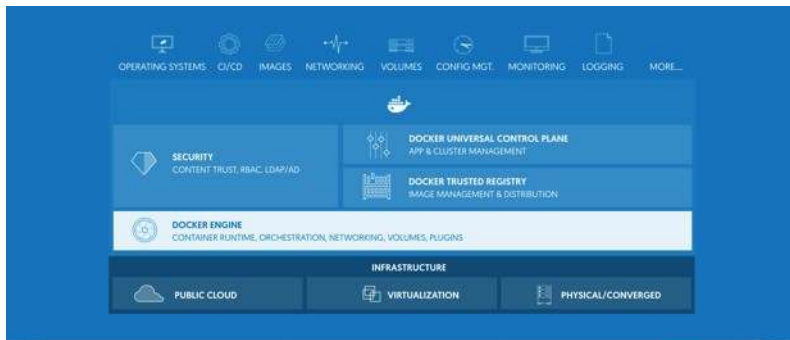 OPERATING SYSTEMS CI/CD IMAGES NETWORKING VOLUMES CONFIG MGT. MONITORING LOGGING MORE...
SECURITY
CONTENT TRUST, RBAC, LDAP/AD
DOCKER UNIVERSAL CONTROL PLANE
APP & CLUSTER MANAGEMENT
DOCKER TRUSTED REGISTRY
IMAGE MANAGEMENT & DISTRIBUTION
DOCKER ENGINE
CONTAINER RUNTIME, ORCHESTRATION, NETWORKING, VOLUMES, PLUGINS
INFRASTRUCTURE
PUBLIC CLOUD VIRTUALIZATION PHYSICAL/CONVERGED